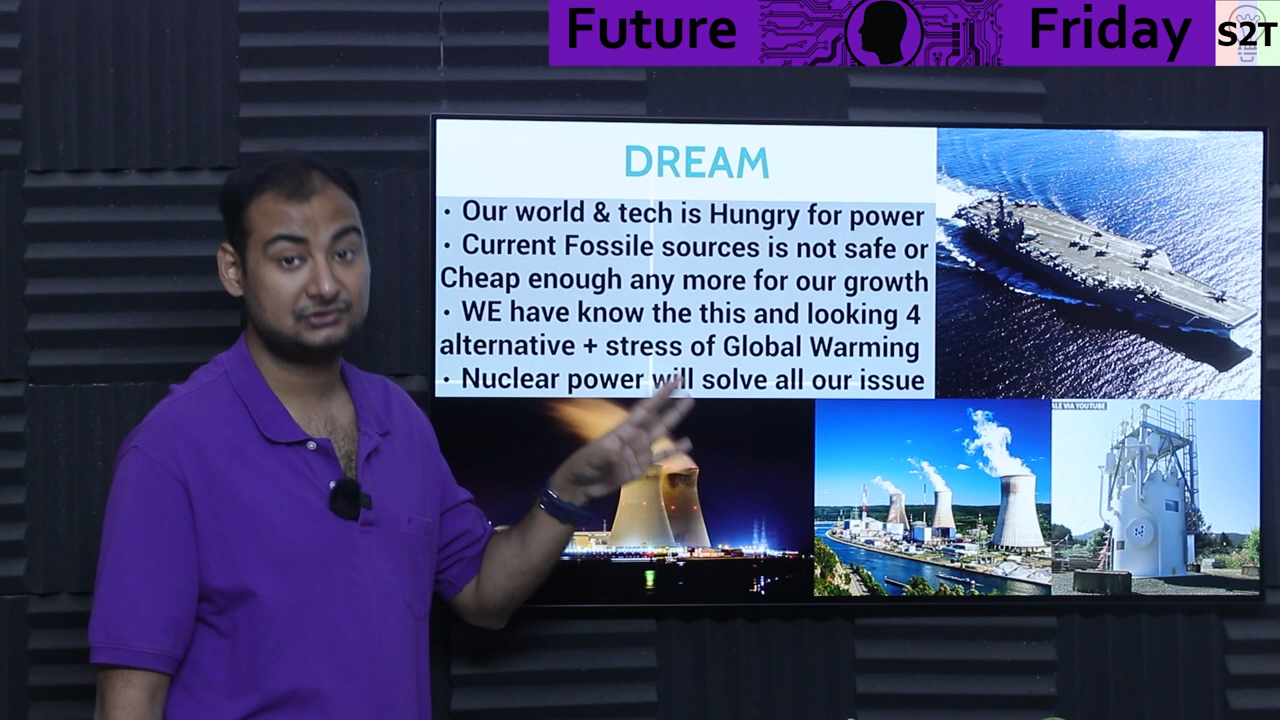 Future Friday S2T
DREAM
• Our world & tech is Hungry for power
• Current Fossile sources is not safe or
Cheap enough any more for our growth
• WE have know the this and looking 4
alternative + stress of Global Warming
• Nuclear power will solve all our issue
ALE VIA YOUTUBE